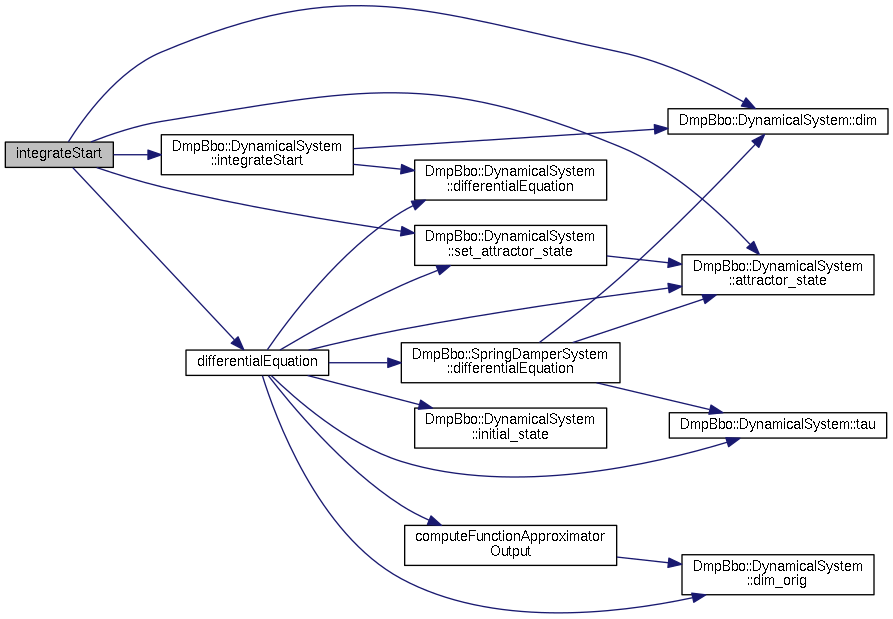 integrateStart
DmpBbo::DynamicalSystem
::integrateStart
DmpBbo::DynamicalSystem::dim
DmpBbo::DynamicalSystem
::differentialEquation
DmpBbo::DynamicalSystem
::set_attractor_state
DmpBbo::DynamicalSystem
::attractor_state
differentialEquation
DmpBbo::SpringDamperSystem
::differentialEquation
DmpBbo::DynamicalSystem
::initial_state
DmpBbo::DynamicalSystem::tau
computeFunctionApproximator
Output
DmpBbo::DynamicalSystem
::dim_orig